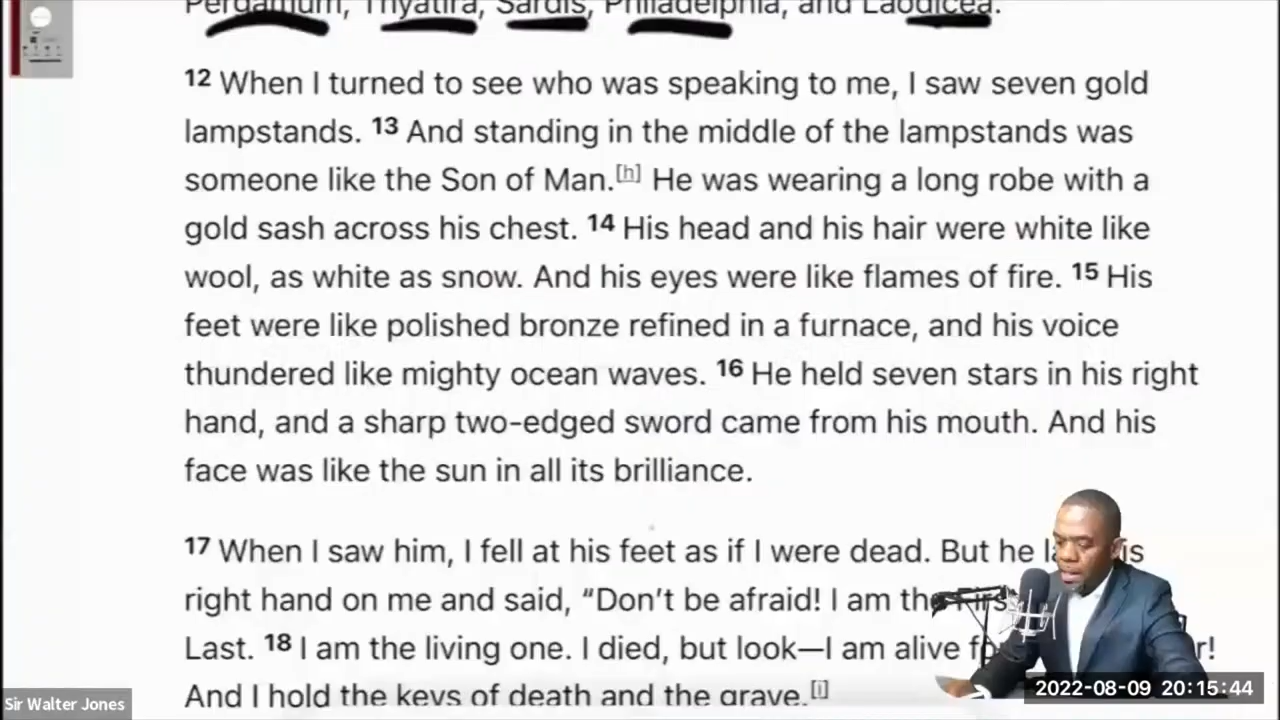 Pergamum, Thyatira, Sardis, Philadelphia, and Laodicea.
12 When I turned to see who was speaking to me, I saw seven gold
lampstands. 13 And standing in the middle of the lampstands was
someone like the Son of Man.[h] He was wearing a long robe with a
gold sash across his chest. 14 His head and his hair were white like
wool, as white as snow. And his eyes were like flames of fire. 15 His
feet were like polished bronze refined in a furnace, and his voice
thundered like mighty ocean waves. 16 He held seven stars in his right
hand, and a sharp two-edged sword came from his mouth. And his
face was like the sun in all its brilliance.
17 When I saw him, I fell at his feet as if I were dead. But he
right hand on me and said, “Don’t be afraid! I am
Last. 18 I am the living one. I died, but look—I am alive
And I hold the keys of death and the grave.[i]
Sir Walter Jones
2022-08-09 20:15:44